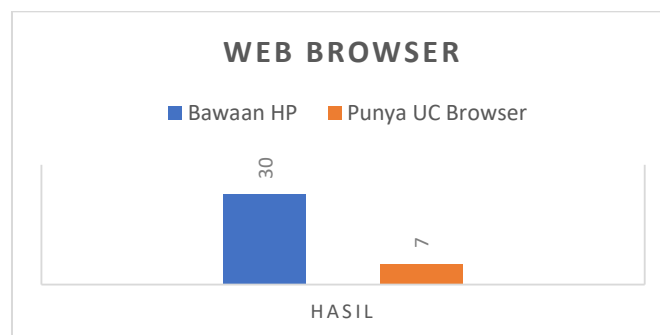 WEB BROWSER
Bawaan HP Punya UC Browser
30
7
HASIL